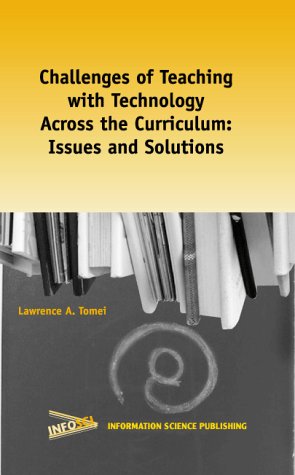 Challenges of Teaching
with Technology
Across the Curriculum:
Issues and Solutions
Lawrence A. Tomei
@
INFOSCI
INFORMATION SCIENCE PUBLISHING